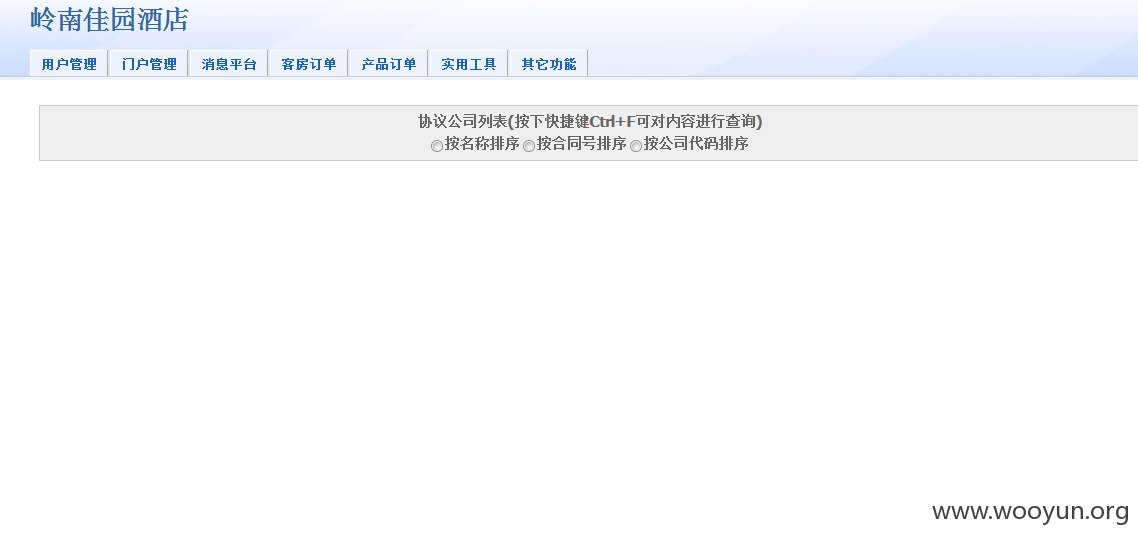 岭南佳园酒店
用户管理 门户管理 消息平台 客房订单 产品订单 实用工具 其它功能
协议公司列表(按下快捷键Ctrl+F可对内容进行查询)
按名称排序 按合同号排序 按公司代码排序
www.wooyun.org